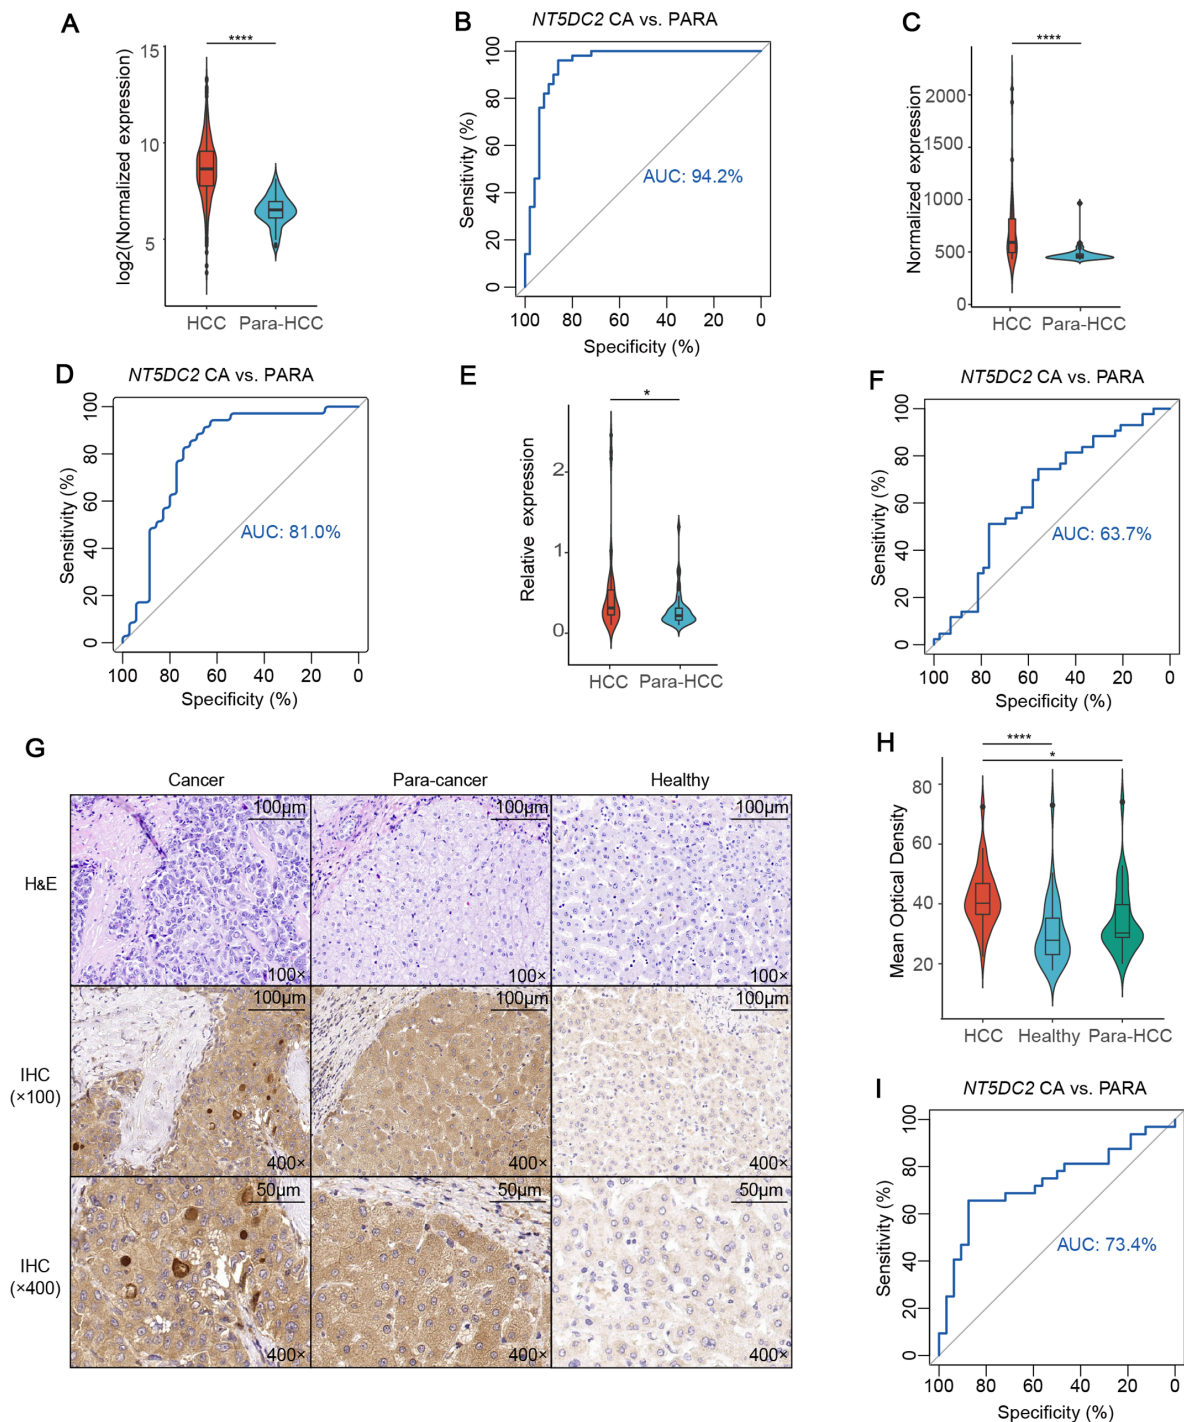 A
****
log2(Normalized expression)
15
10
5
HCC Para-HCC
B
NT5DC2 CA vs. PARA
Sensitivity (%)
100
80
60
40
20
0
AUC: 94.2%
100 80 60 40 20 0
Specificity (%)
C
****
Normalized expression
2000
1500
1000
500
0
HCC Para-HCC
D
NT5DC2 CA vs. PARA
Sensitivity (%)
100
80
60
40
20
0
AUC: 81.0%
100 80 60 40 20 0
Specificity (%)
E
*
Relative expression
2
1
0
HCC Para-HCC
F
NT5DC2 CA vs. PARA
Sensitivity (%)
100
80
60
40
20
0
AUC: 63.7%
100 80 60 40 20 0
Specificity (%)
G
Cancer Para-cancer Healthy
H&E
100μm 100μm 100μm
100× 100× 100×
IHC
(×100)
100μm 100μm 100μm
400× 400× 400×
IHC
(×400)
50μm 50μm 50μm
400× 400× 400×
H
****
*
Mean Optical Density
80
60
40
20
HCC Healthy Para-HCC
I
NT5DC2 CA vs. PARA
Sensitivity (%)
100
80
60
40
20
0
AUC: 73.4%
100 80 60 40 20 0
Specificity (%)